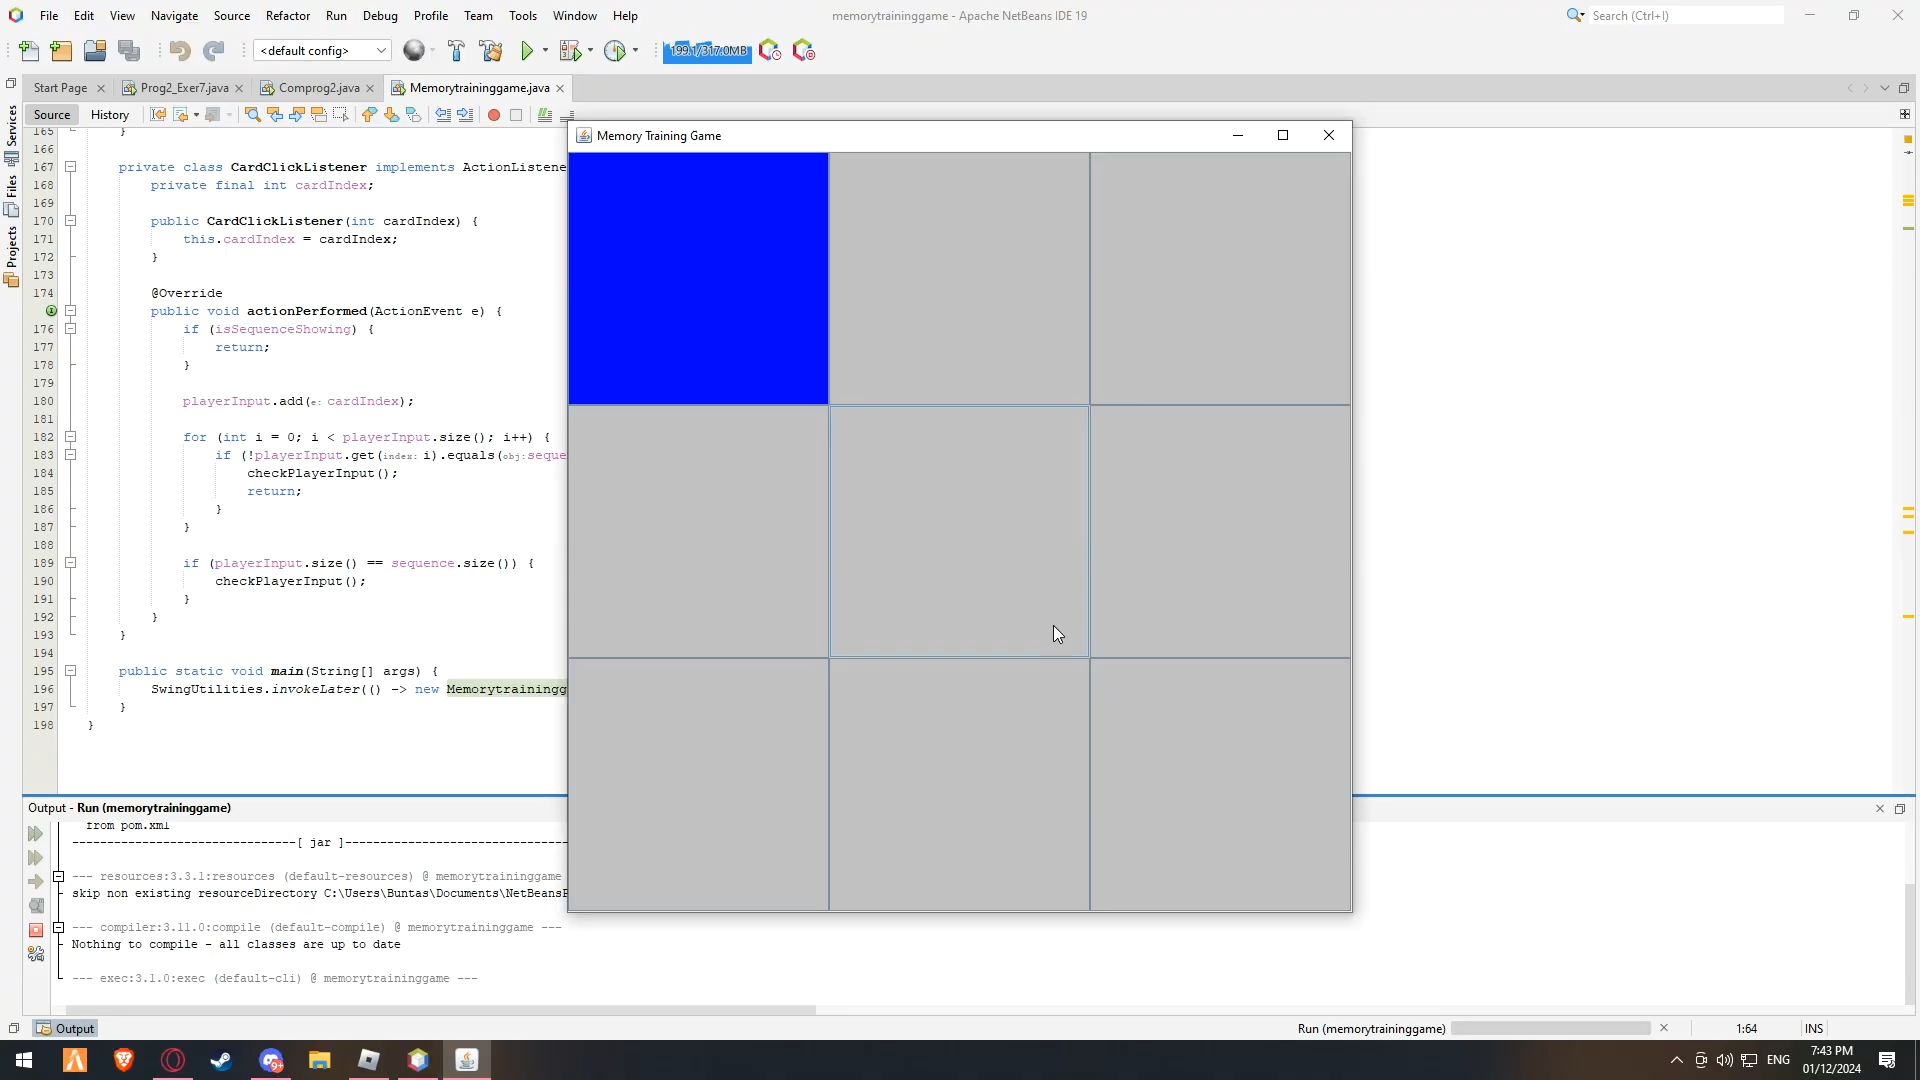 File Edit View Navigate Source Refactor Run Debug Profile Team Tools Window Help
memorytraininggame - Apache NetBeans IDE 19
Search (Ctrl+I)
<default config>
199.1/317.0MB
Start Page
Prog2_Exer7.java
Comprog2.java
Memorytraininggame.java
Source
History
Services
Files
Projects
Memory Training Game
165 }
166
167 private class CardClickListener implements ActionListene
168 private final int cardIndex;
169
170 public CardClickListener(int cardIndex) {
171 this.cardIndex = cardIndex;
172 }
173
174 @Override
public void actionPerformed(ActionEvent e) {
176 if (isSequenceShowing) {
177 return;
178 }
179
180 playerInput.add(e: cardIndex);
181
182 for (int i = 0; i < playerInput.size(); i++) {
183 if (!playerInput.get(index: i).equals(obj: seque
184 checkPlayerInput();
185 return;
186 }
187 }
188
189 if (playerInput.size() == sequence.size()) {
190 checkPlayerInput();
191 }
192 }
193 }
194
195 public static void main(String[] args) {
196 SwingUtilities.invokeLater(() -> new Memorytrainingg
197 }
198 }
Output - Run (memorytraininggame)
from pom.xml
--------------------------------[ jar ]---------------------------------
--- resources:3.3.1:resources (default-resources) @ memorytraininggame
skip non existing resourceDirectory C:\Users\Buntas\Documents\NetBeansP
--- compiler:3.11.0:compile (default-compile) @ memorytraininggame ---
Nothing to compile - all classes are up to date
--- exec:3.1.0:exec (default-cli) @ memorytraininggame ---
Output
Run (memorytraininggame)
1:64
INS
9+
ENG
7:43 PM
01/12/2024